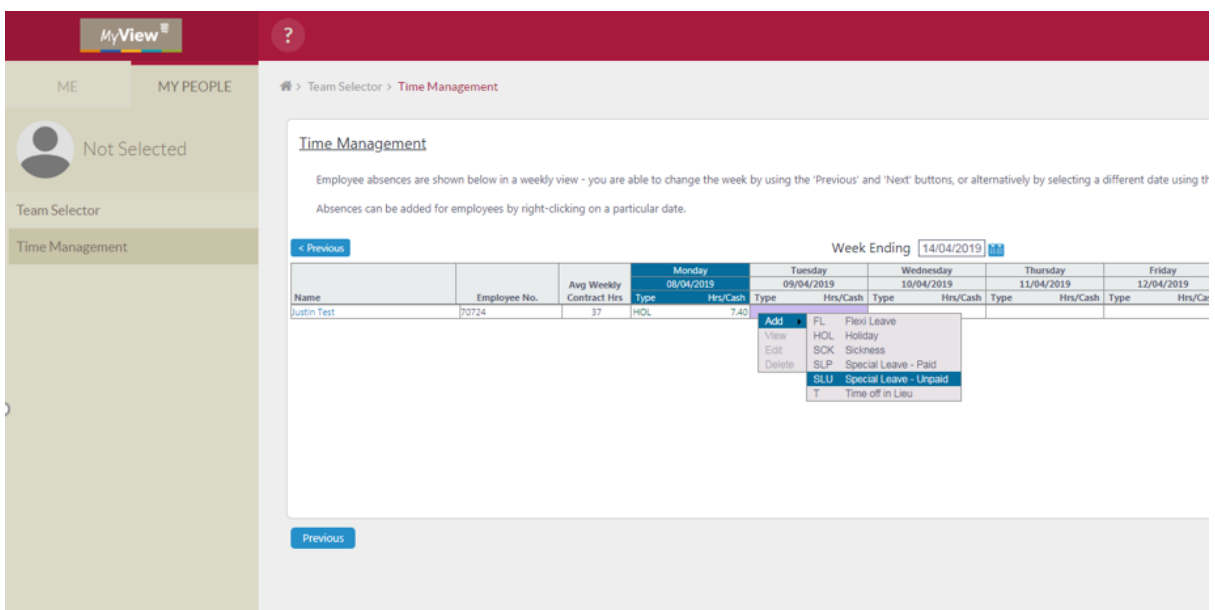 MyView
?
ME MY PEOPLE
> Team Selector > Time Management
Not Selected
Time Management
Employee absences are shown below in a weekly view - you are able to change the week by using the 'Previous' and 'Next' buttons, or alternatively by selecting a different date using
Absences can be added for employees by right-clicking on a particular date.
Team Selector
Time Management
< Previous Week Ending 14/04/2019
Monday Tuesday Wednesday Thursday Friday
08/04/2019 09/04/2019 10/04/2019 11/04/2019 12/04/2019
Name Employee No. Avg Weekly Contract Hrs Type Hrs/Cash Type Hrs/Cash Type Hrs/Cash Type Hrs/Cash Type
Justin Test 70724 37 HOL 7.40
Add FL Flexi Leave
View HOL Holiday
Edit SCK Sickness
Delete SLP Special Leave - Paid
SLU Special Leave - Unpaid
T Time off in Lieu
Previous